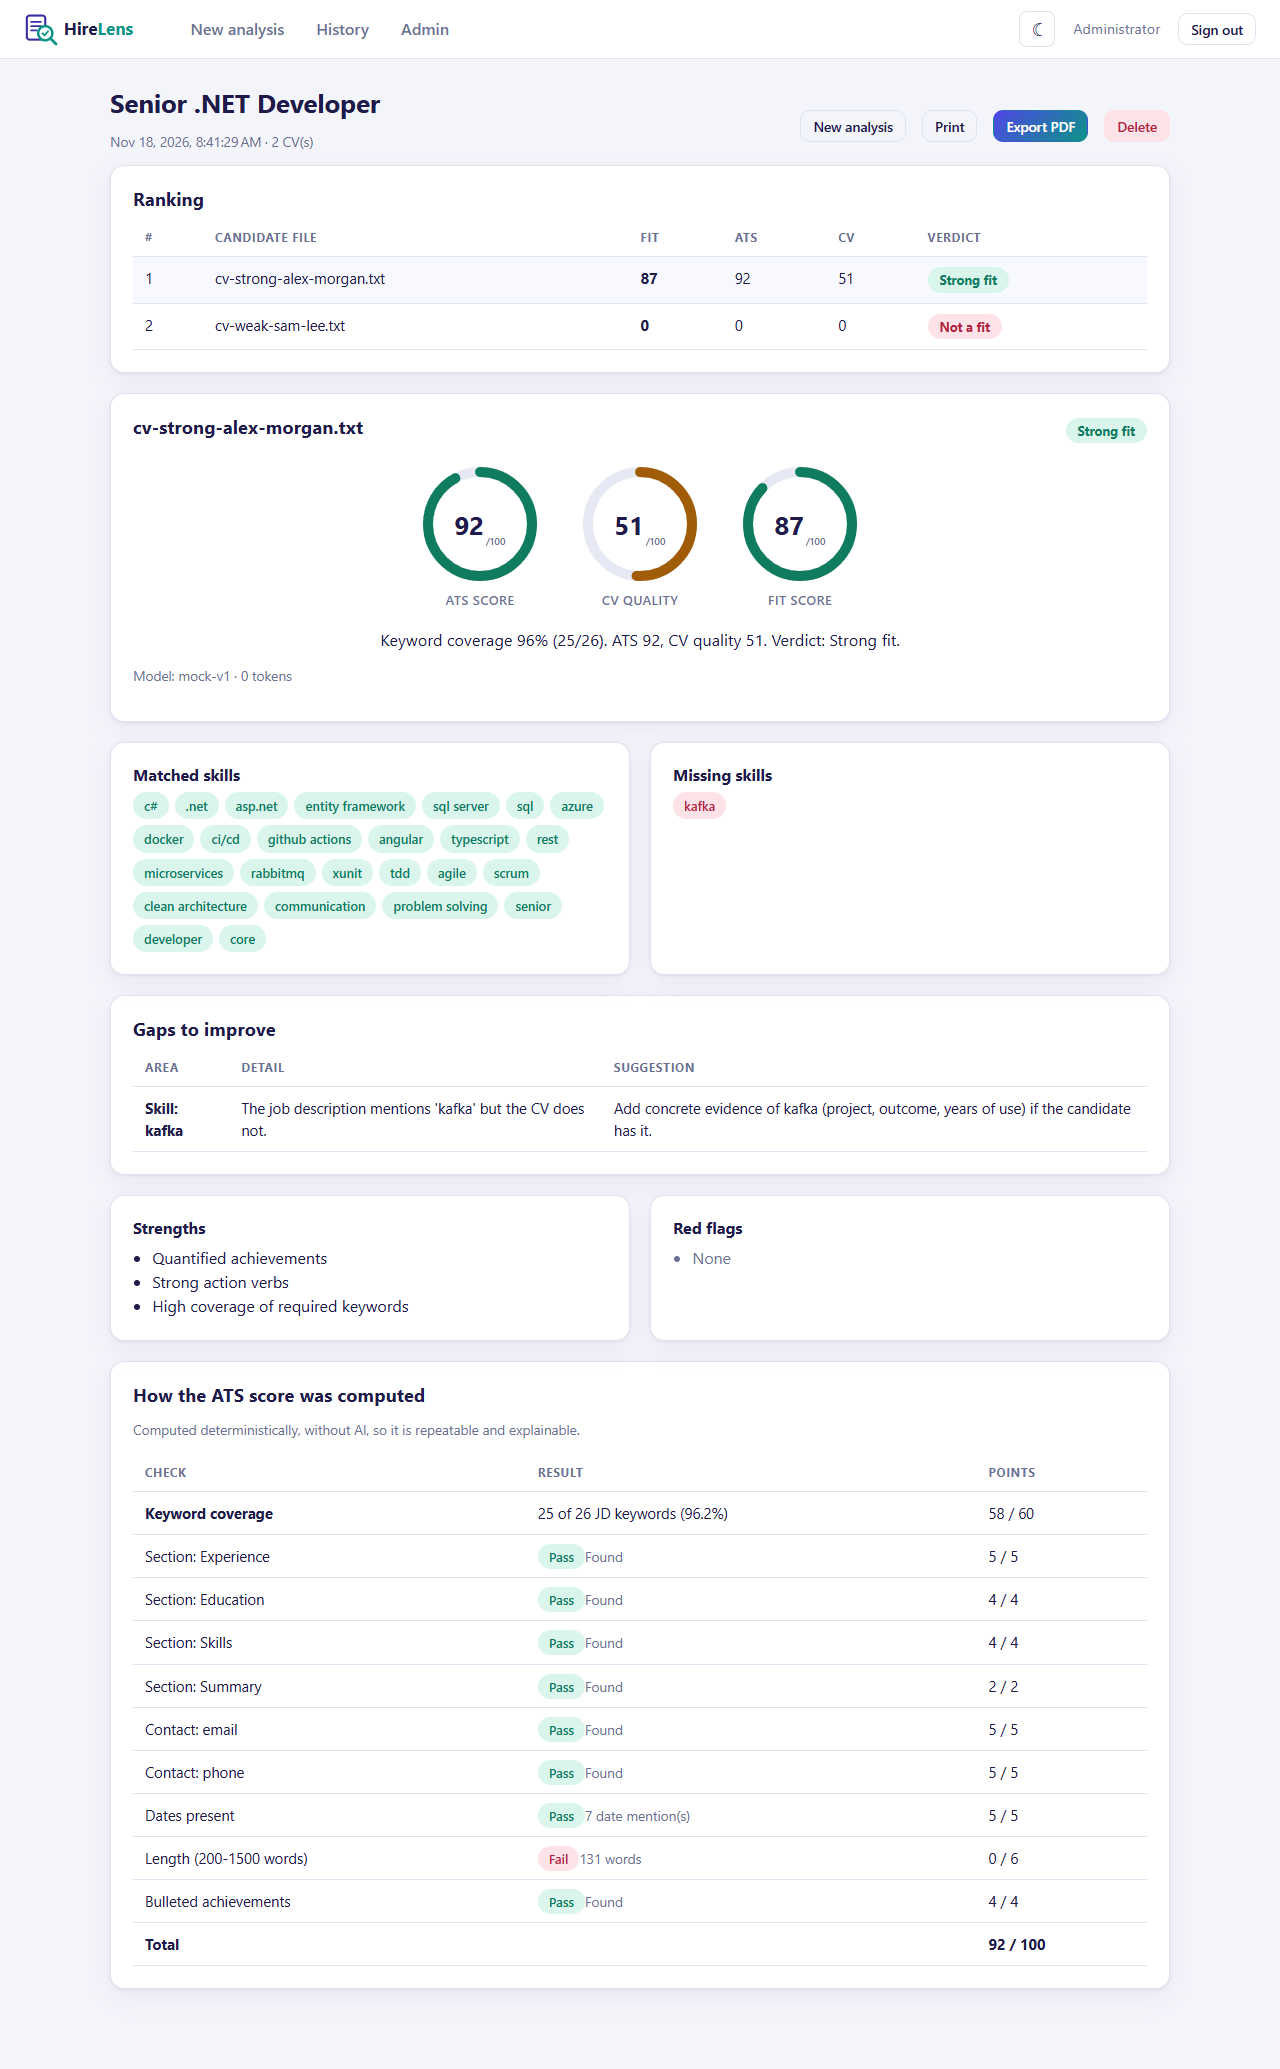 HireLens New analysis History Admin ☾ Administrator Sign out
Senior .NET Developer
Nov 18, 2026, 8:41:29 AM · 2 CV(s)
New analysis Print Export PDF Delete
Ranking
# CANDIDATE FILE FIT ATS CV VERDICT
1 cv-strong-alex-morgan.txt 87 92 51 Strong fit
2 cv-weak-sam-lee.txt 0 0 0 Not a fit
cv-strong-alex-morgan.txt Strong fit
92 /100 51 /100 87 /100
ATS SCORE CV QUALITY FIT SCORE
Keyword coverage 96% (25/26). ATS 92, CV quality 51. Verdict: Strong fit.
Model: mock-v1 · 0 tokens
Matched skills
c# .net asp.net entity framework sql server sql azure
docker ci/cd github actions angular typescript rest
microservices rabbitmq xunit tdd agile scrum
clean architecture communication problem solving senior
developer core
Missing skills
kafka
Gaps to improve
AREA DETAIL SUGGESTION
Skill: The job description mentions 'kafka' but the CV does Add concrete evidence of kafka (project, outcome, years of use) if the candidate
kafka not. has it.
Strengths
• Quantified achievements
• Strong action verbs
• High coverage of required keywords
Red flags
• None
How the ATS score was computed
Computed deterministically, without AI, so it is repeatable and explainable.
CHECK RESULT POINTS
Keyword coverage 25 of 26 JD keywords (96.2%) 58 / 60
Section: Experience Pass Found 5 / 5
Section: Education Pass Found 4 / 4
Section: Skills Pass Found 4 / 4
Section: Summary Pass Found 2 / 2
Contact: email Pass Found 5 / 5
Contact: phone Pass Found 5 / 5
Dates present Pass 7 date mention(s) 5 / 5
Length (200-1500 words) Fail 131 words 0 / 6
Bulleted achievements Pass Found 4 / 4
Total 92 / 100